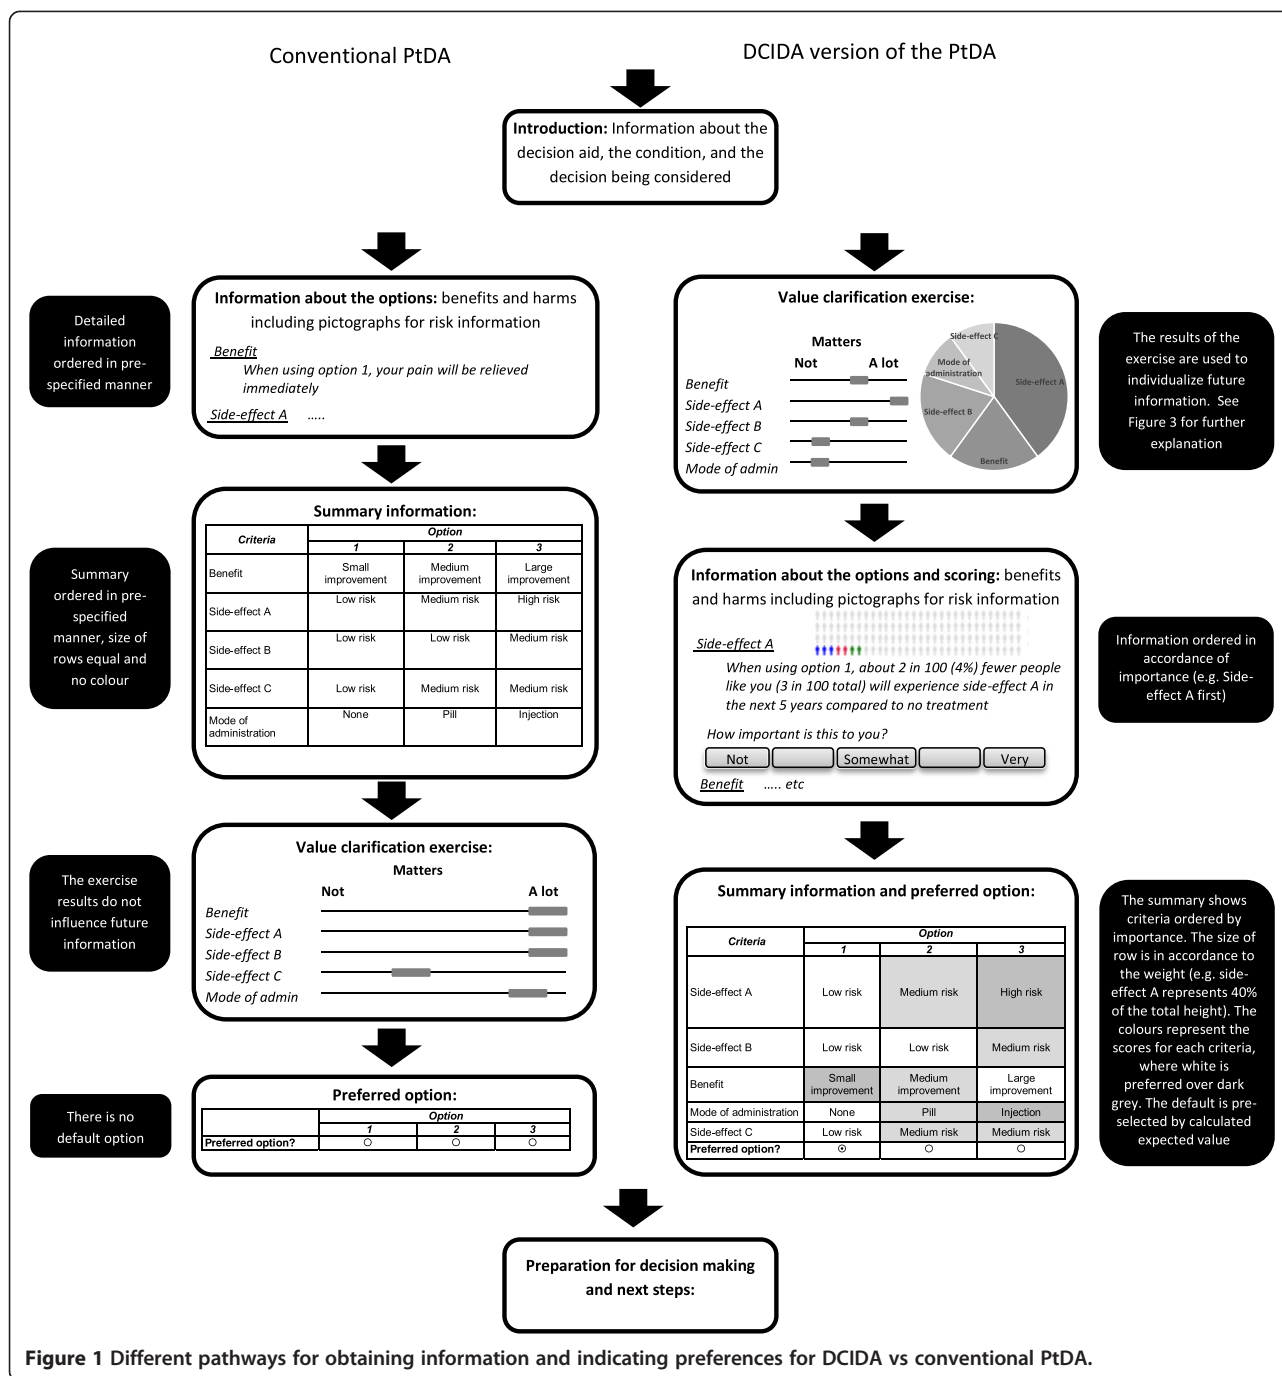 Conventional PtDA
DCIDA version of the PtDA
Introduction: Information about the
decision aid, the condition, and the
decision being considered
Detailed
information
ordered in pre-
specified manner
Information about the options: benefits and harms
including pictographs for risk information
Benefit
When using option 1, your pain will be relieved
immediately
Side-effect A …..
Summary
ordered in pre-
specified
manner, size of
rows equal and
no colour
Summary information:
Criteria
Option
1 2 3
Benefit
Small
improvement
Medium
improvement
Large
improvement
Side-effect A
Low risk Medium risk High risk
Side-effect B
Low risk Low risk Medium risk
Side-effect C Low risk Medium risk Medium risk
Mode of
administration
None Pill Injection
The exercise
results do not
influence future
information
Value clarification exercise:
Matters
Not A lot
Benefit
Side-effect A
Side-effect B
Side-effect C
Mode of admin
There is no
default option
Preferred option:
Option
1 2 3
Preferred option?
Value clarification exercise:
Matters
Not A lot
Benefit
Side-effect A
Side-effect B
Side-effect C
Mode of admin
Side-effect C
Mode of
administration
Side-effect A
Side-effect B
Benefit
The results of the
exercise are used to
individualize future
information. See
Figure 3 for further
explanation
Information about the options and scoring: benefits
and harms including pictographs for risk information
Side-effect A
When using option 1, about 2 in 100 (4%) fewer people
like you (3 in 100 total) will experience side-effect A in
the next 5 years compared to no treatment
How important is this to you?
Not Somewhat Very
Benefit ….. etc
Information ordered in
accordance of
importance (e.g. Side-
effect A first)
Summary information and preferred option:
Criteria
Option
1 2 3
Side-effect A Low risk Medium risk High risk
Side-effect B Low risk Low risk Medium risk
Benefit
Small
improvement
Medium
improvement
Large
improvement
Mode of administration None Pill Injection
Side-effect C Low risk Medium risk Medium risk
Preferred option?
The summary shows
criteria ordered by
importance. The size of
row is in accordance to
the weight (e.g. side-
effect A represents 40%
of the total height). The
colours represent the
scores for each criteria,
where white is
preferred over dark
grey. The default is pre-
selected by calculated
expected value
Preparation for decision making
and next steps:
Figure 1 Different pathways for obtaining information and indicating preferences for DCIDA vs conventional PtDA.